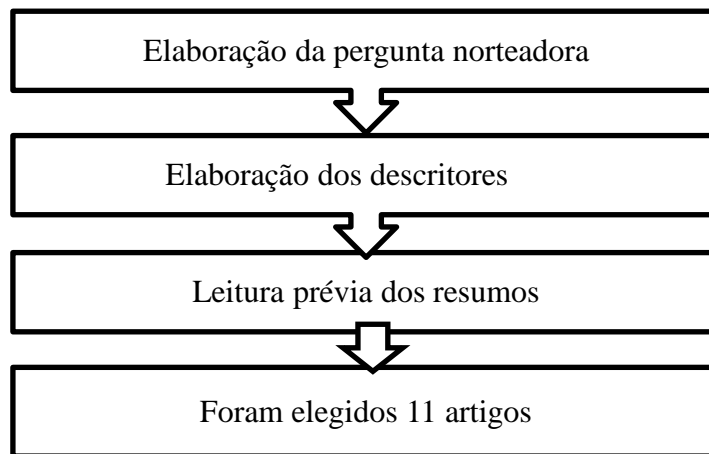 Elaboração da pergunta norteadora
Elaboração dos descritores
Leitura prévia dos resumos
Foram elegidos 11 artigos